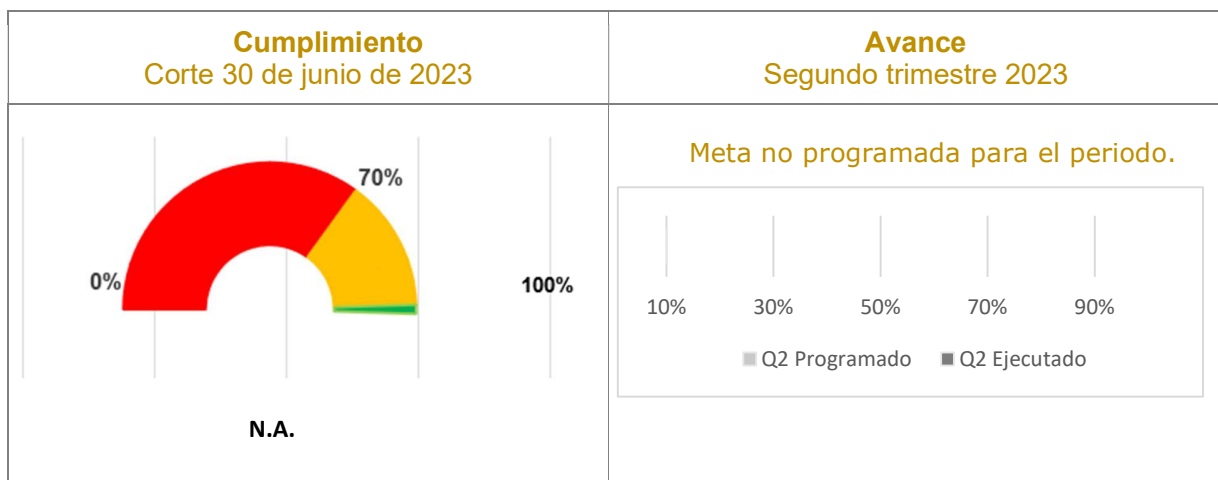 Cumplimiento
Corte 30 de junio de 2023
Avance
Segundo trimestre 2023
70%
0%
100%
N.A.
Meta no programada para el periodo.
10% 30% 50% 70% 90%
Q2 Programado Q2 Ejecutado